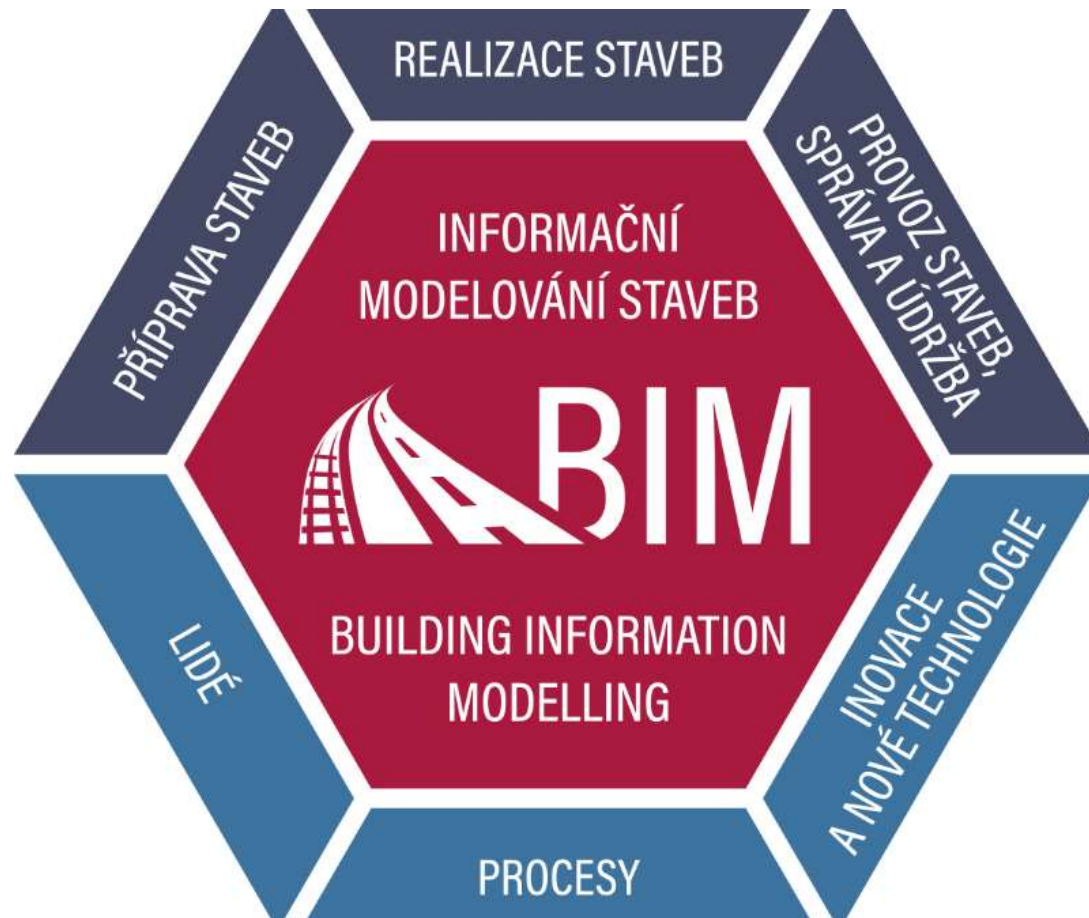 REALIZACE STAVEB
PŘÍPRAVA STAVEB
PROVOZ STAVEB,
SPRÁVA A ÚDRŽBA
INFORMAČNÍ
MODELOVÁNÍ STAVEB
BIM
BUILDING INFORMATION
MODELLING
LIDÉ
INOVACE
A NOVÉ TECHNOLOGIE
PROCESY